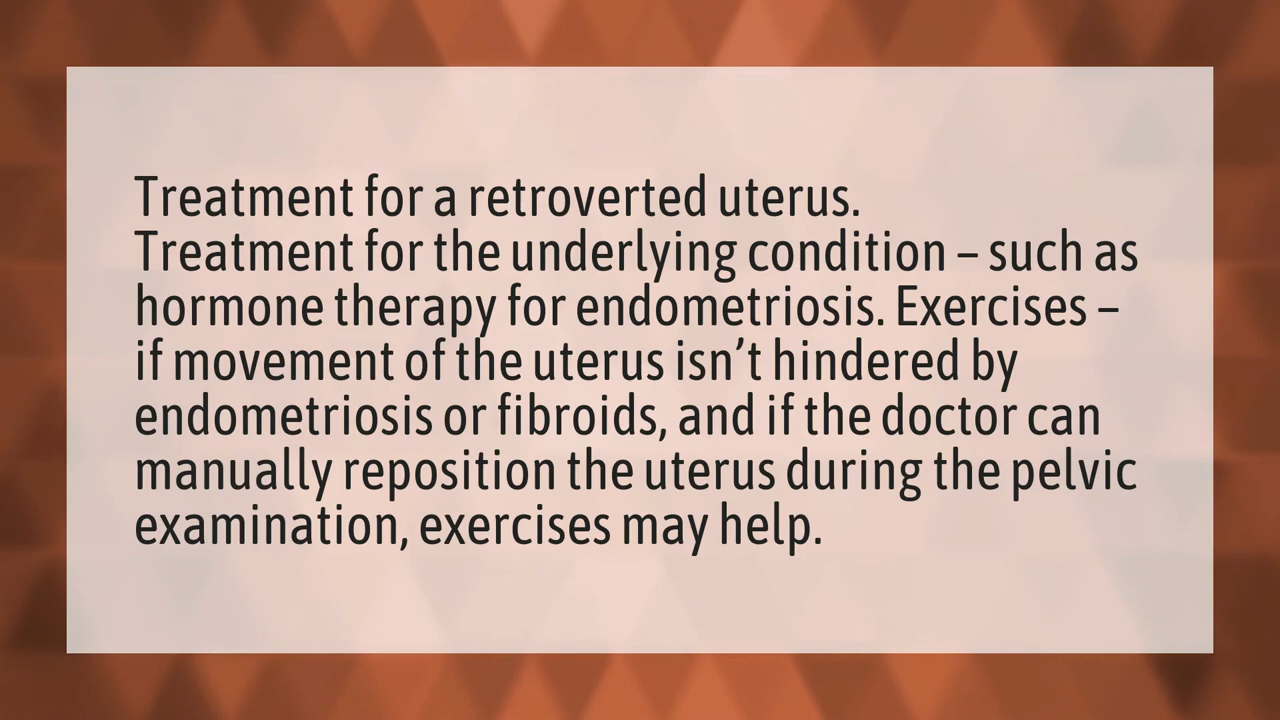 Treatment for a retroverted uterus.
Treatment for the underlying condition – such as
hormone therapy for endometriosis. Exercises –
if movement of the uterus isn’t hindered by
endometriosis or fibroids, and if the doctor can
manually reposition the uterus during the pelvic
examination, exercises may help.